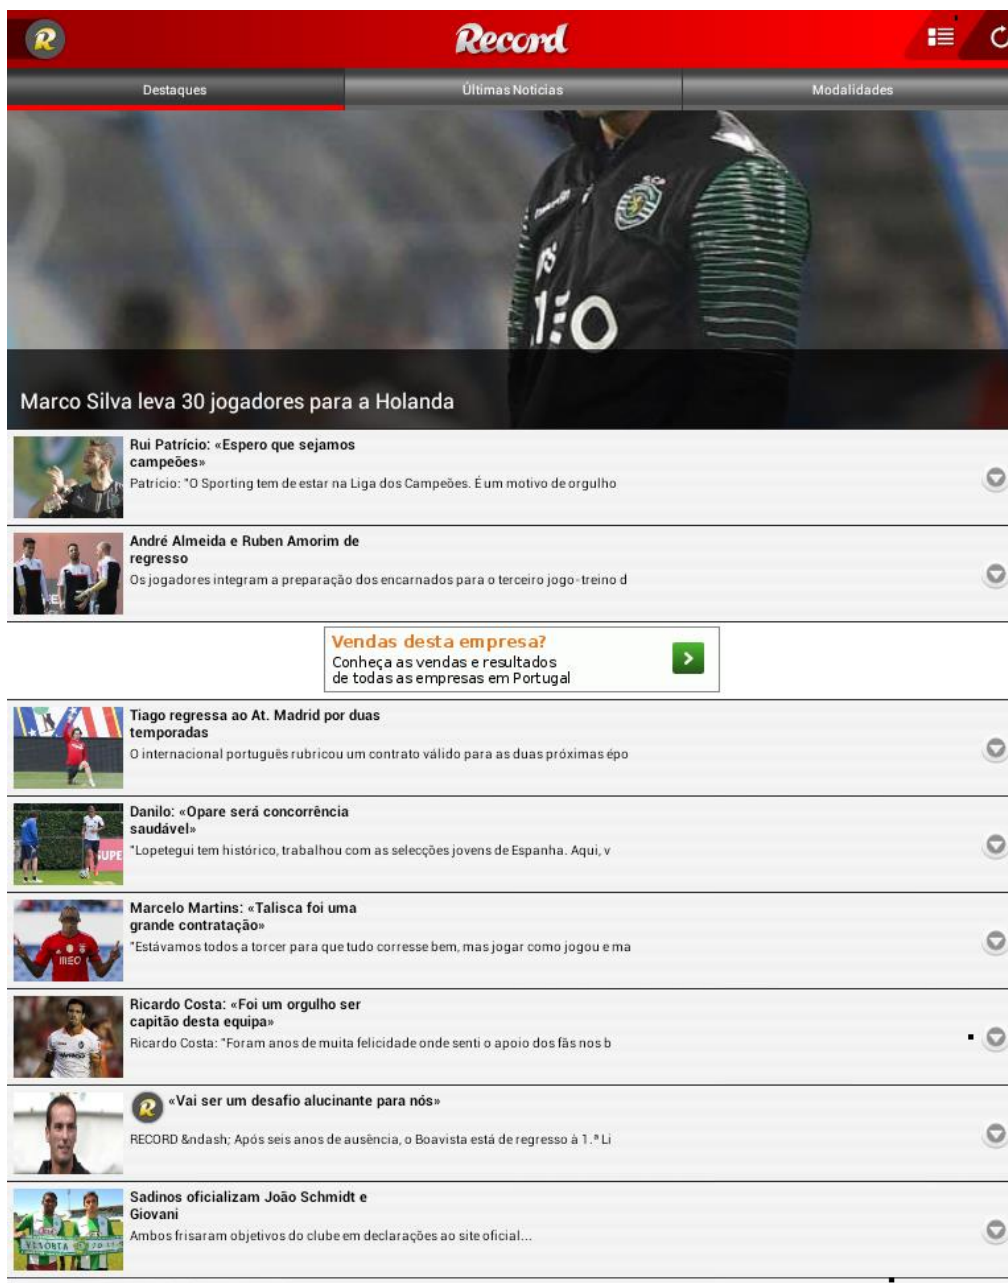 R
Record
Destaques
Últimas Noticias
Modalidades
MEO
Marco Silva leva 30 jogadores para a Holanda
Rui Patrício: «Espero que sejamos
campeões»
Patrício: "O Sporting tem de estar na Liga dos Campeões. É um motivo de orgulho
André Almeida e Ruben Amorim de
regresso
Os jogadores integram a preparação dos encarnados para o terceiro jogo-treino d
Vendas desta empresa?
Conheça as vendas e resultados
de todas as empresas em Portugal
Tiago regressa ao At. Madrid por duas
temporadas
O internacional português rubricou um contrato válido para as duas próximas épo
Danilo: «Opare será concorrência
saudável»
"Lopetegui tem histórico, trabalhou com as selecções jovens de Espanha. Aqui, v
SUPE
Marcelo Martins: «Talisca foi uma
grande contratação»
"Estávamos todos a torcer para que tudo corresse bem, mas jogar como jogou e ma
MEO
Ricardo Costa: «Foi um orgulho ser
capitão desta equipa»
Ricardo Costa: "Foram anos de muita felicidade onde senti o apoio dos fãs nos b
R
«Vai ser um desafio alucinante para nós»
RECORD &ndash; Após seis anos de ausência, o Boavista está de regresso à 1.ª Li
Sadinos oficializam João Schmidt e
Giovani
Ambos frisaram objetivos do clube em declarações ao site oficial...